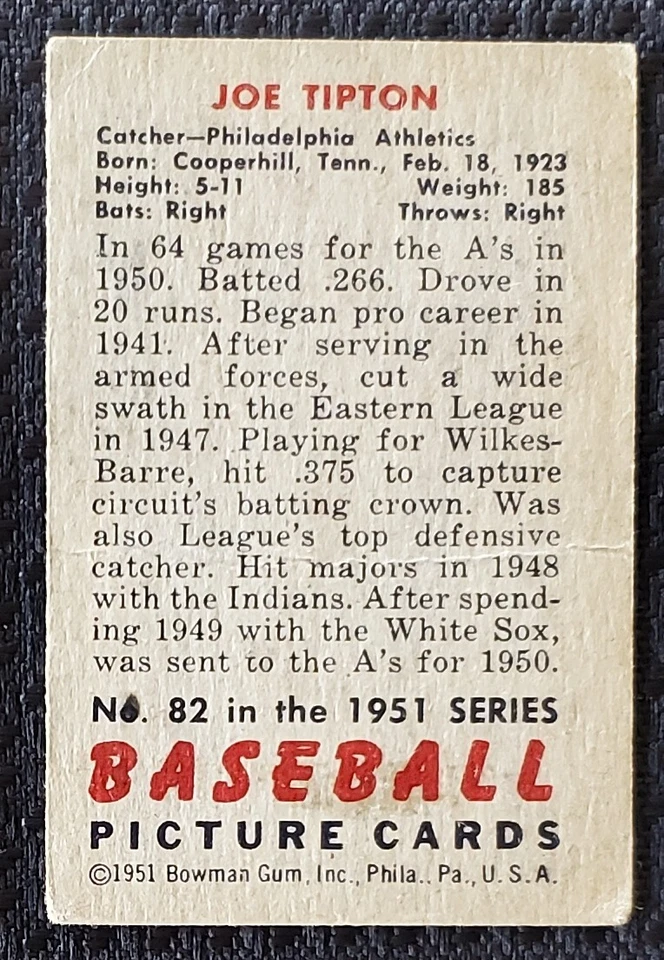 JOE TIPTON
Catcher—Philadelphia Athletics
Born: Cooperhill, Tenn., Feb. 18, 1923
Height: 5-11 Weight: 185
Bats: Right Throws: Right
In 64 games for the A's in
1950. Batted .266. Drove in
20 runs. Began pro career in
1941. After serving in the
armed forces, cut a wide
swath in the Eastern League
in 1947. Playing for Wilkes-
Barre, hit .375 to capture
circuit's batting crown. Was
also League's top defensive
catcher. Hit majors in 1948
with the Indians. After spend-
ing 1949 with the White Sox,
was sent to the A's for 1950.
No. 82 in the 1951 SERIES
BASEBALL
PICTURE CARDS
©1951 Bowman Gum, Inc., Phila., Pa., U.S.A.